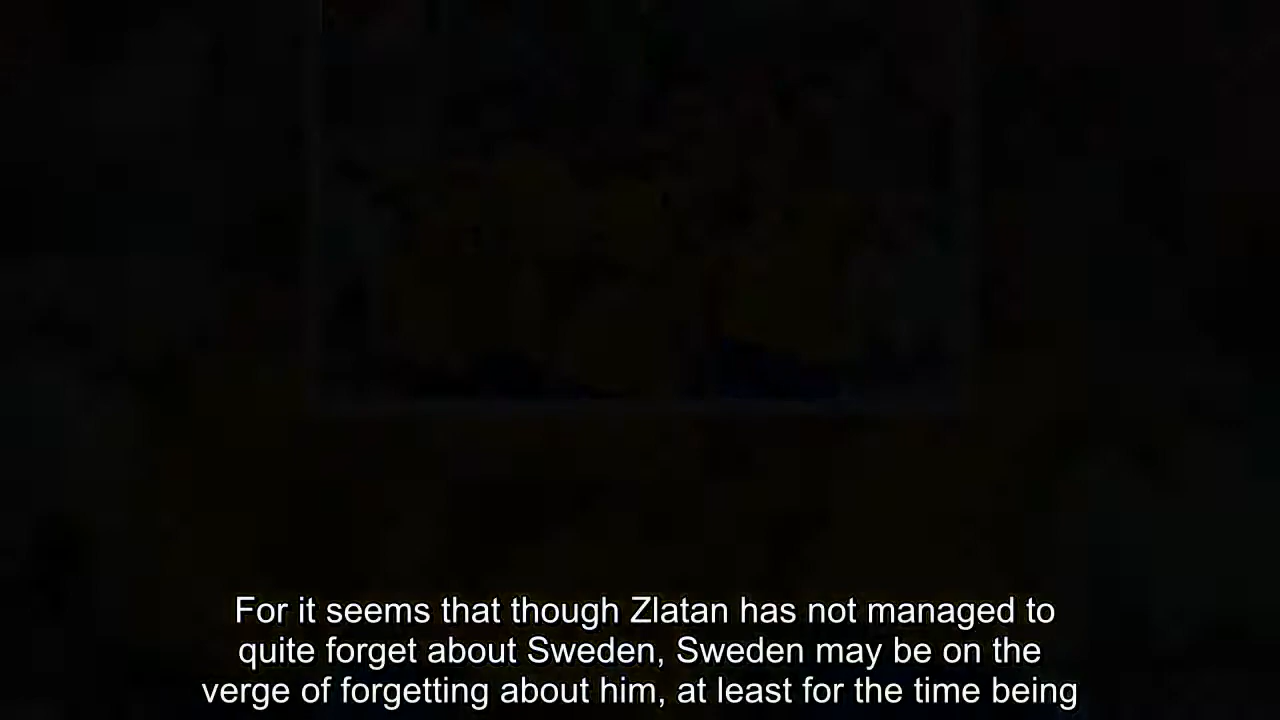 For it seems that though Zlatan has not managed to
quite forget about Sweden, Sweden may be on the
verge of forgetting about him, at least for the time being